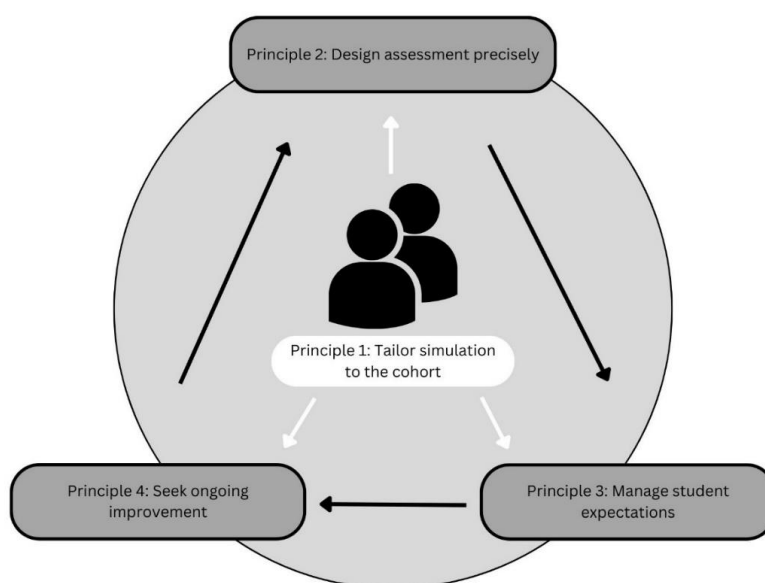 Principle 2: Design assessment precisely
Principle 1: Tailor simulation
to the cohort
Principle 4: Seek ongoing
improvement
Principle 3: Manage student
expectations